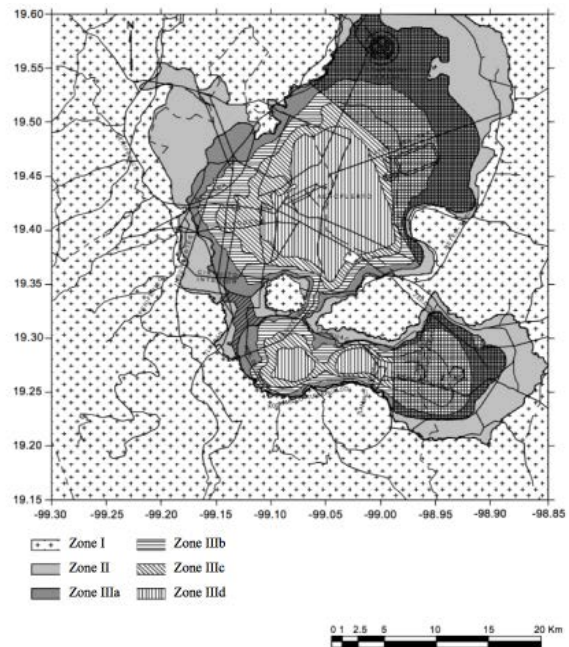 19.60
N
19.55
19.50
19.45
AEROPUERTO
19.40
19.35
19.30
19.25
19.20
19.15
-99.30 -99.25 -99.20 -99.15 -99.10 -99.05 -99.00 -98.95 -98.90 -98.85
Zone I Zone IIIb
Zone II Zone IIIc
Zone IIIa Zone IIId
0 1 2.5 5 10 15 20 Km